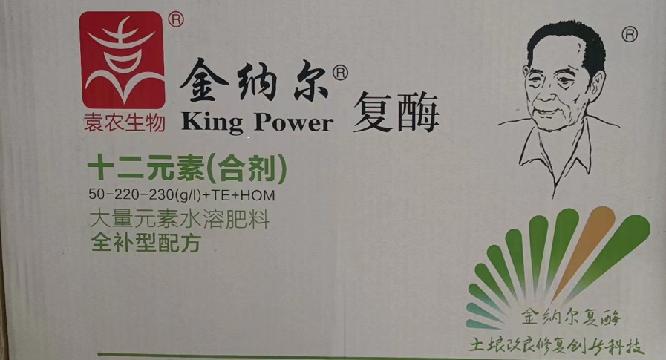 袁农生物
金纳尔® 复酶
King Power
®
®
十二元素(合剂)
50-220-230(g/l)+TE+HOM
大量元素水溶肥料
全补型配方
金纳尔复酶
土壤改良修复创新科技